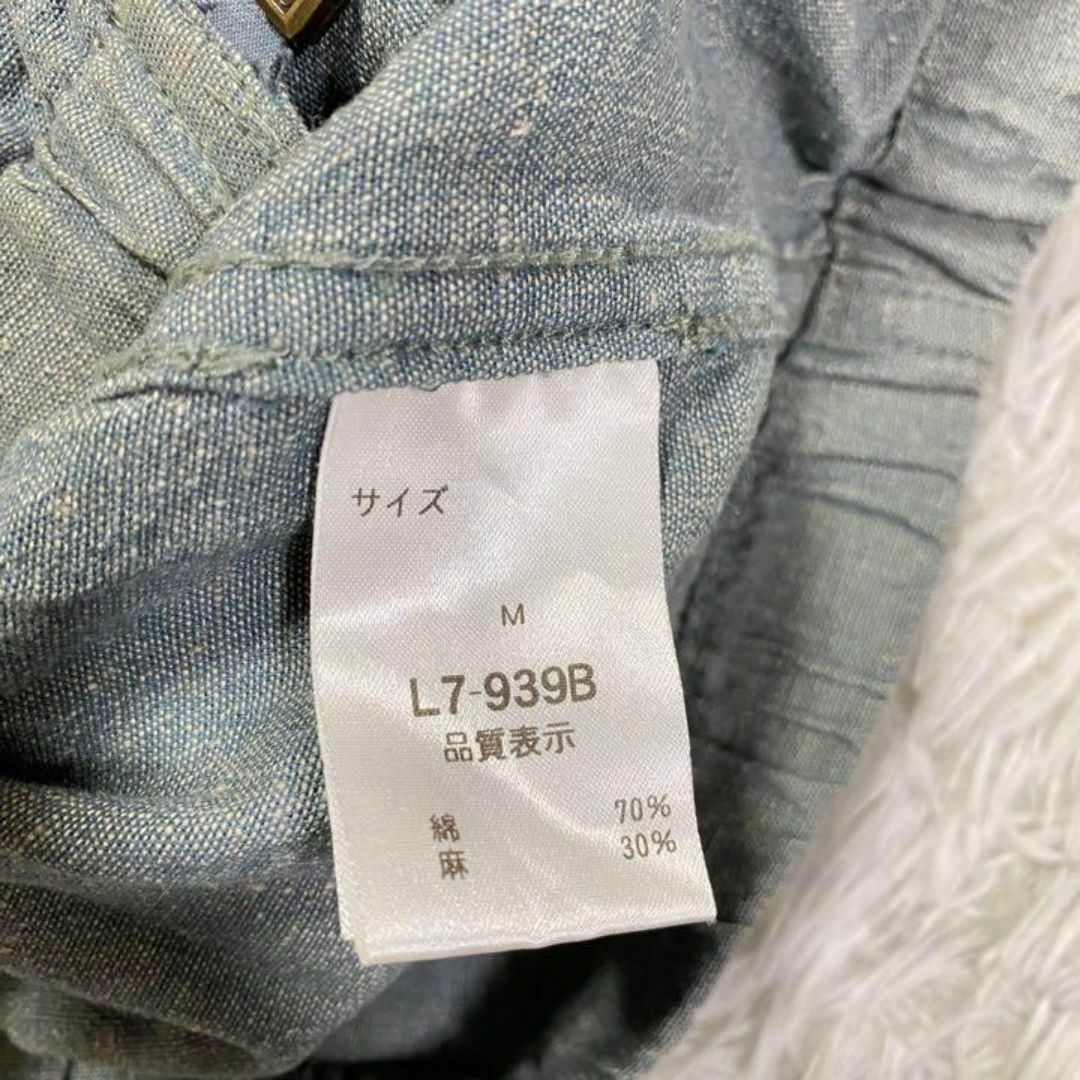 サイズ
M
L7-939B
品質表示
綿 70%
麻 30%